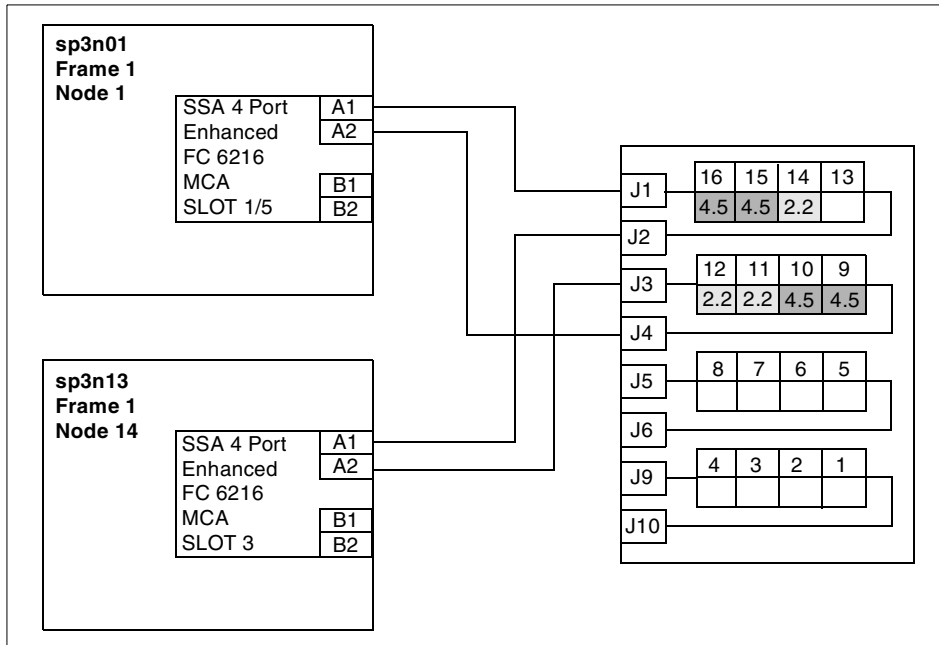 sp3n01
Frame 1
Node 1
SSA 4 Port
Enhanced
FC 6216
MCA
SLOT 1/5
A1
A2
B1
B2
sp3n13
Frame 1
Node 14
SSA 4 Port
Enhanced
FC 6216
MCA
SLOT 3
A1
A2
B1
B2
J1
J2
J3
J4
J5
J6
J9
J10
16 15 14 13
4.5 4.5 2.2
12 11 10 9
2.2 2.2 4.5 4.5
8 7 6 5
4 3 2 1